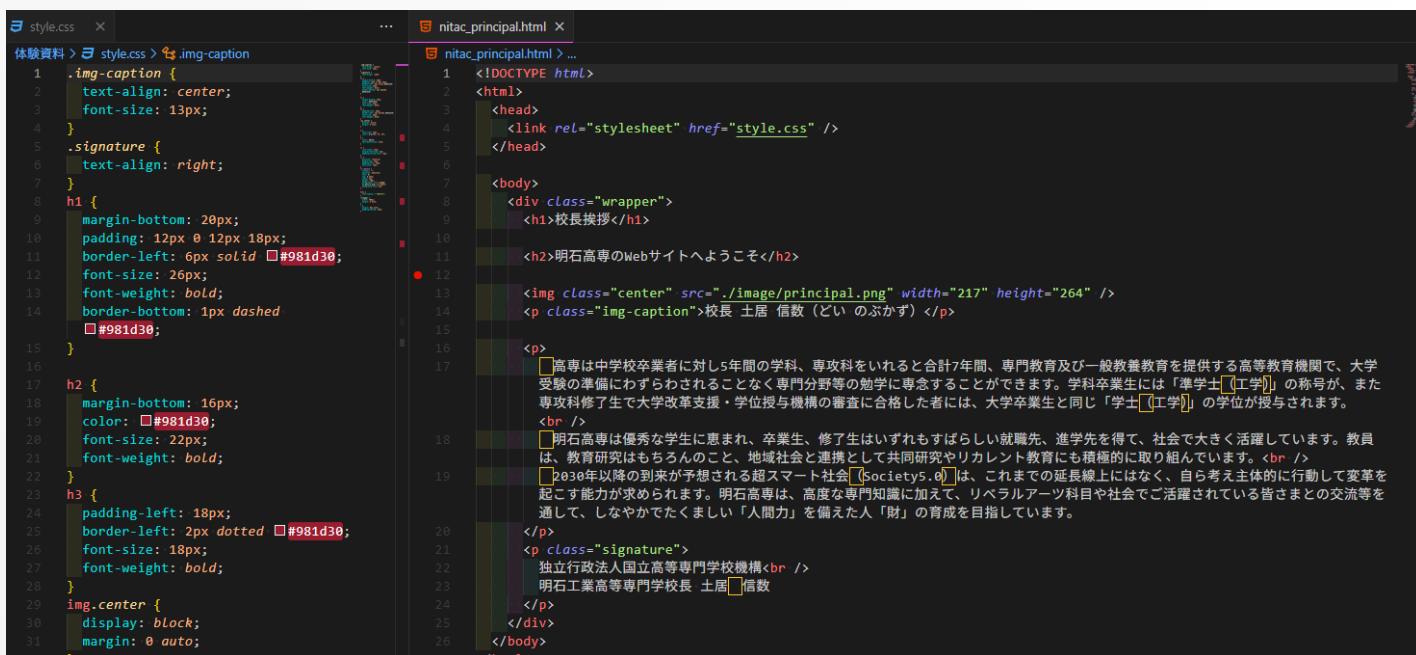 style.css ×
体験資料 > style.css > .img-caption
1 .img-caption {
2 text-align: center;
3 font-size: 13px;
4 }
5 .signature {
6 text-align: right;
7 }
8 h1 {
9 margin-bottom: 20px;
10 padding: 12px 0 12px 18px;
11 border-left: 6px solid #981d30;
12 font-size: 26px;
13 font-weight: bold;
14 border-bottom: 1px dashed
#981d30;
15 }
16
17 h2 {
18 margin-bottom: 16px;
19 color: #981d30;
20 font-size: 22px;
21 font-weight: bold;
22 }
23 h3 {
24 padding-left: 18px;
25 border-left: 2px dotted #981d30;
26 font-size: 18px;
27 font-weight: bold;
28 }
29 img.center {
30 display: block;
31 margin: 0 auto;
nitac_principal.html ×
nitac_principal.html > ...
1 <!DOCTYPE html>
2 <html>
3 <head>
4 <link rel="stylesheet" href="style.css" />
5 </head>
6
7 <body>
8 <div class="wrapper">
9 <h1>校長挨拶</h1>
10
11 <h2>明石高専のWebサイトへようこそ</h2>
12
13 <img class="center" src="./image/principal.png" width="217" height="264" />
14 <p class="img-caption">校長 土居 信数（どい のぶかず）</p>
15
16 <p>
17 　高専は中学校卒業者に対し5年間の学科、専攻科をいれると合計7年間、専門教育及び一般教養教育を提供する高等教育機関で、大学
受験の準備にわずらわされることなく専門分野等の勉学に専念することができます。学科卒業生には「準学士（工学）」の称号が、また
専攻科修了生で大学改革支援・学位授与機構の審査に合格した者には、大学卒業生と同じ「学士（工学）」の学位が授与されます。
<br />
18 　明石高専は優秀な学生に恵まれ、卒業生、修了生はいずれもすばらしい就職先、進学先を得て、社会で大きく活躍しています。教員
は、教育研究はもちろんのこと、地域社会と連携として共同研究やリカレント教育にも積極的に取り組んでいます。<br />
19 　2030年以降の到来が予想される超スマート社会（Society5.0）は、これまでの延長線上にはなく、自ら考え主体的に行動して変革を
起こす能力が求められます。明石高専は、高度な専門知識に加えて、リベラルアーツ科目や社会でご活躍されている皆さまとの交流等を
通して、しなやかでたくましい「人間力」を備えた人「財」の育成を目指しています。
20 </p>
21 <p class="signature">
22 独立行政法人国立高等専門学校機構<br />
23 明石工業高等専門学校長 土居　信数
24 </p>
25 </div>
26 </body>